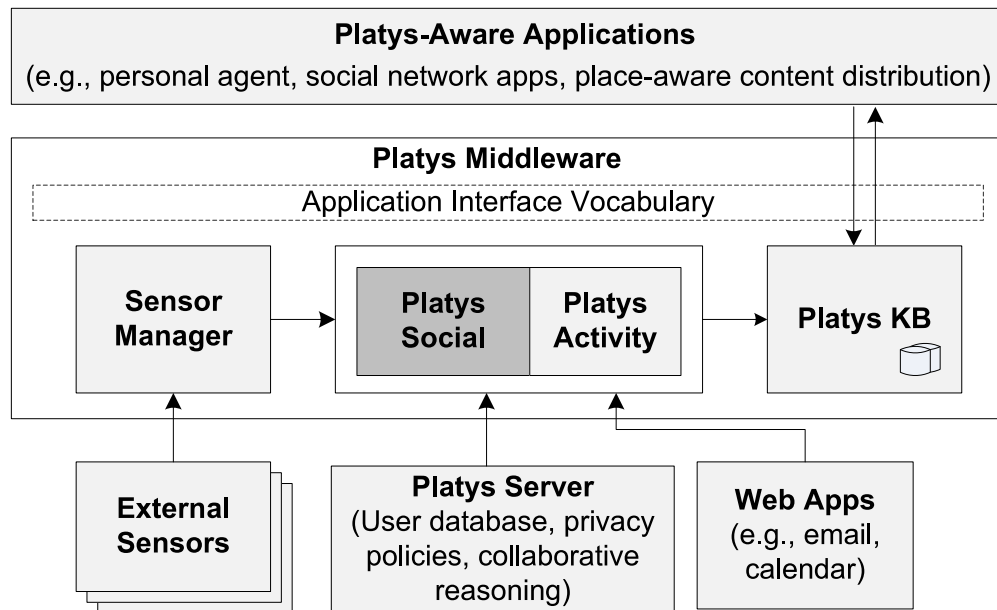 Platys-Aware Applications
(e.g., personal agent, social network apps, place-aware content distribution)
Platys Middleware
Application Interface Vocabulary
Sensor
Manager
Platys
Social
Platys
Activity
Platys KB
External
Sensors
Platys Server
(User database, privacy
policies, collaborative
reasoning)
Web Apps
(e.g., email,
calendar)